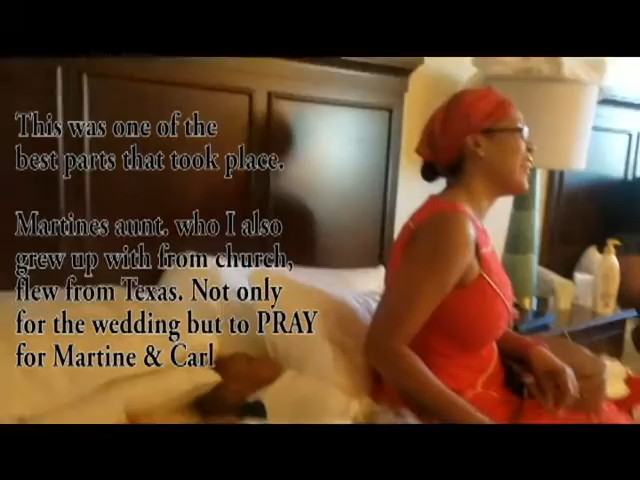 This was one of the
best parts that took place.
Martines aunt. who I also
grew up with from church,
flew from Texas. Not only
for the wedding but to PRAY
for Martine & Carl